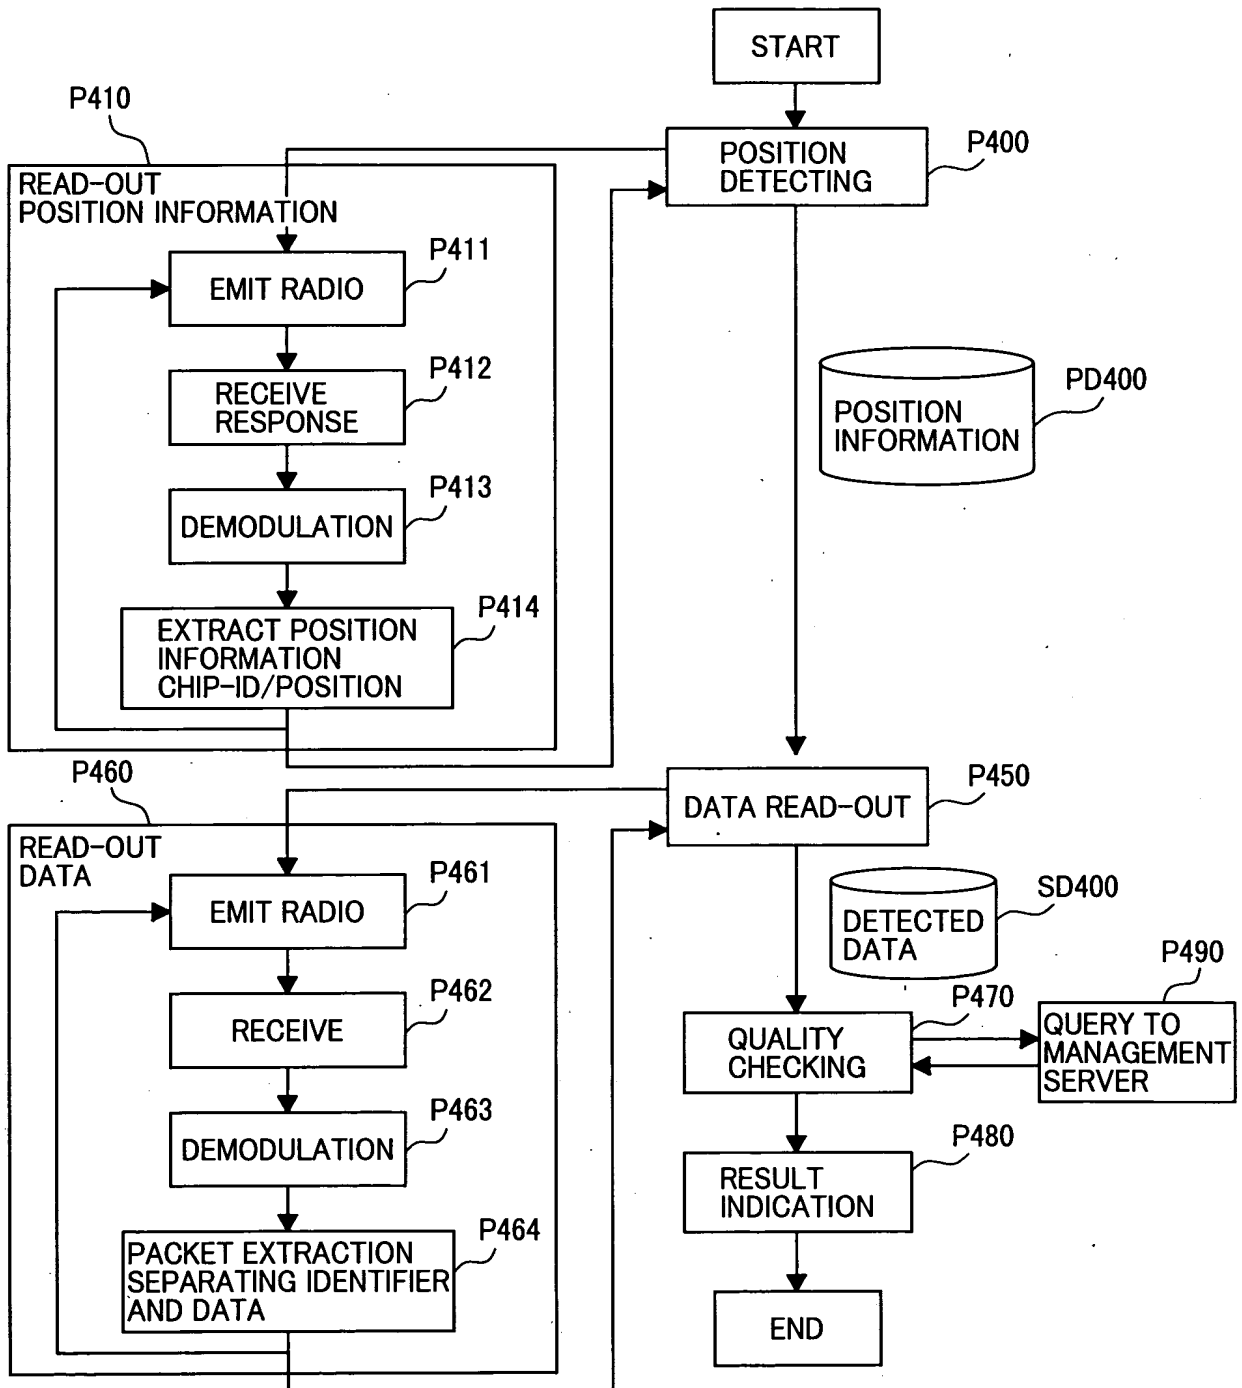 START
P410
P400
POSITION
DETECTING
READ-OUT
POSITION INFORMATION
P411
EMIT RADIO
P412
RECEIVE
RESPONSE
PD400
POSITION
INFORMATION
P413
DEMODULATION
P414
EXTRACT POSITION
INFORMATION
CHIP-ID/POSITION
P460
P450
DATA READ-OUT
READ-OUT
DATA
P461
EMIT RADIO
SD400
DETECTED
DATA
P462
RECEIVE
P490
P470
QUALITY
CHECKING
QUERY TO
MANAGEMENT
SERVER
P463
DEMODULATION
P480
RESULT
INDICATION
P464
PACKET EXTRACTION
SEPARATING IDENTIFIER
AND DATA
END